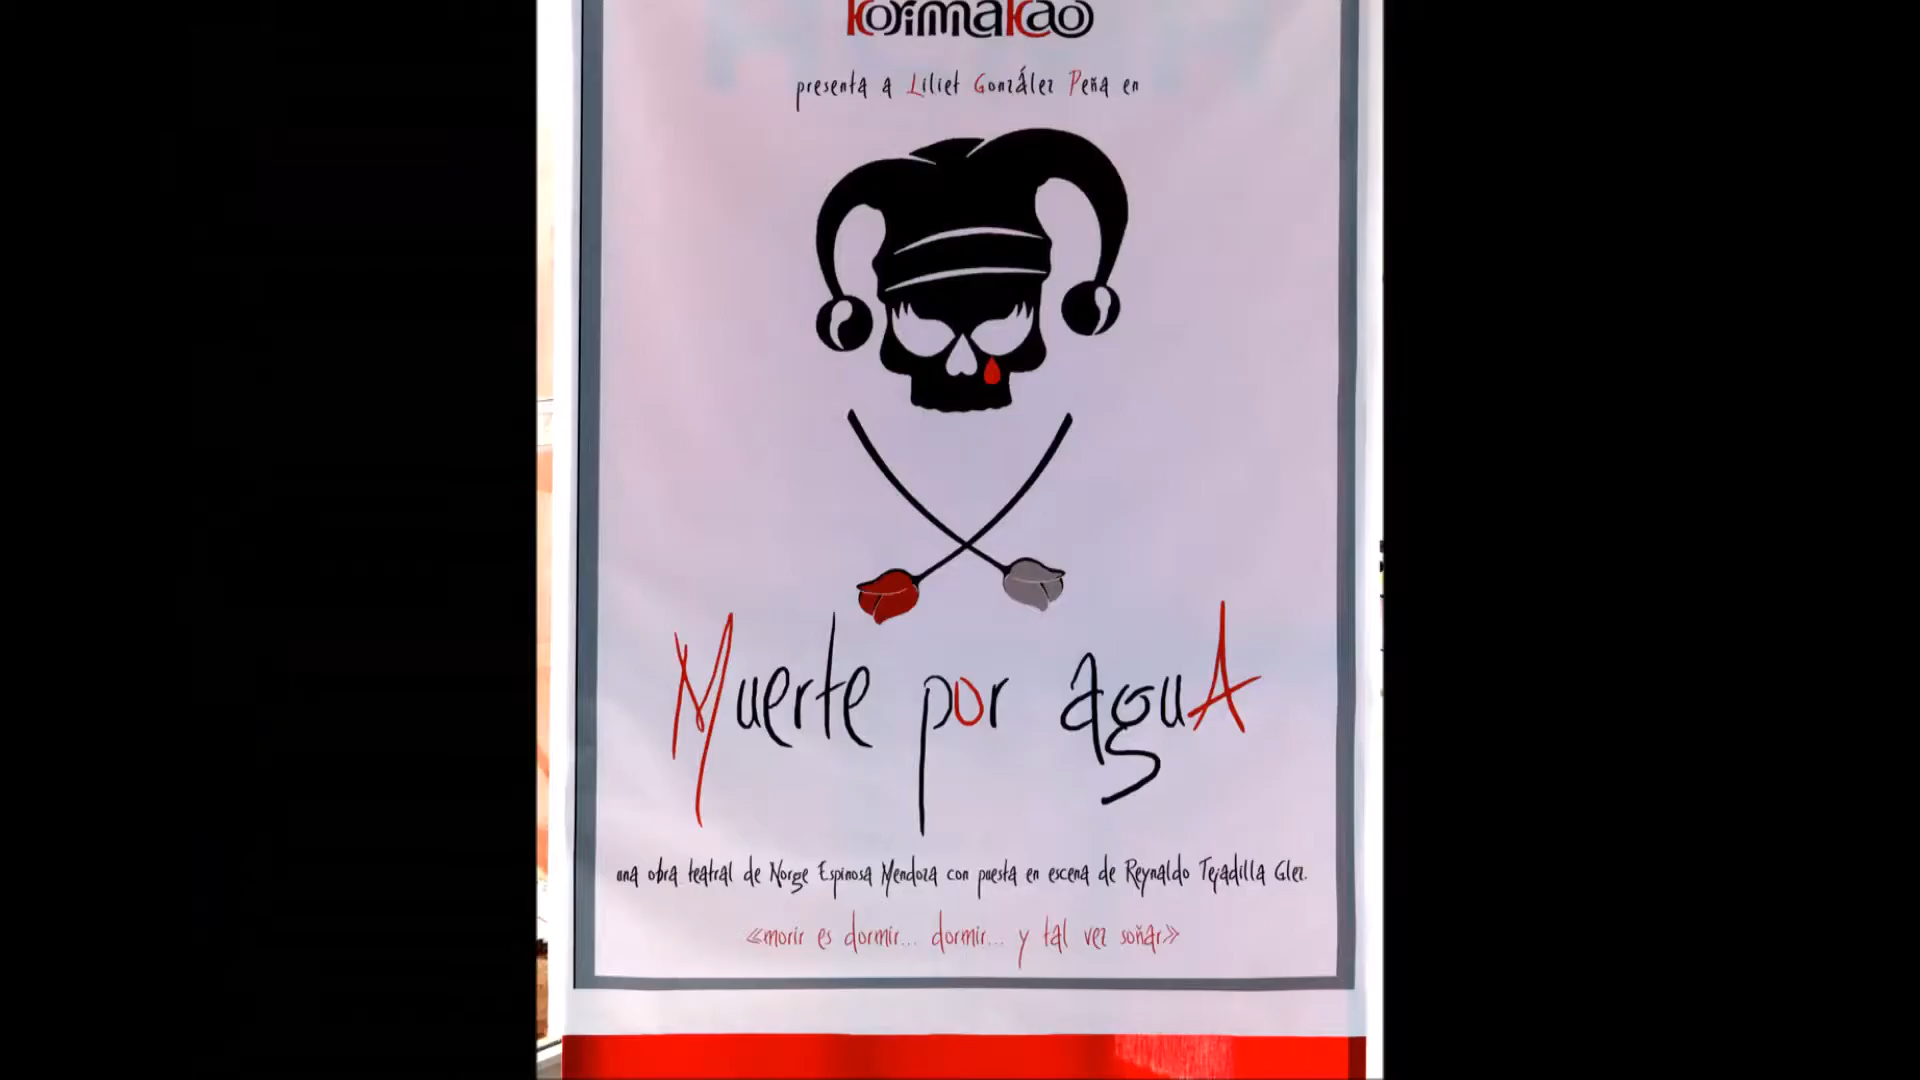 Korimakao
presenta a Liliet González Peña en
Muerte por aguA
una obra teatral de Norge Espinosa Mendoza con puesta en escena de Reynaldo Tejadilla Glez.
«morir es dormir... dormir... y tal vez soñar»